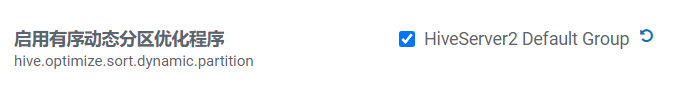 启用有序动态分区优化程序
hive.optimize.sort.dynamic.partition
HiveServer2 Default Group